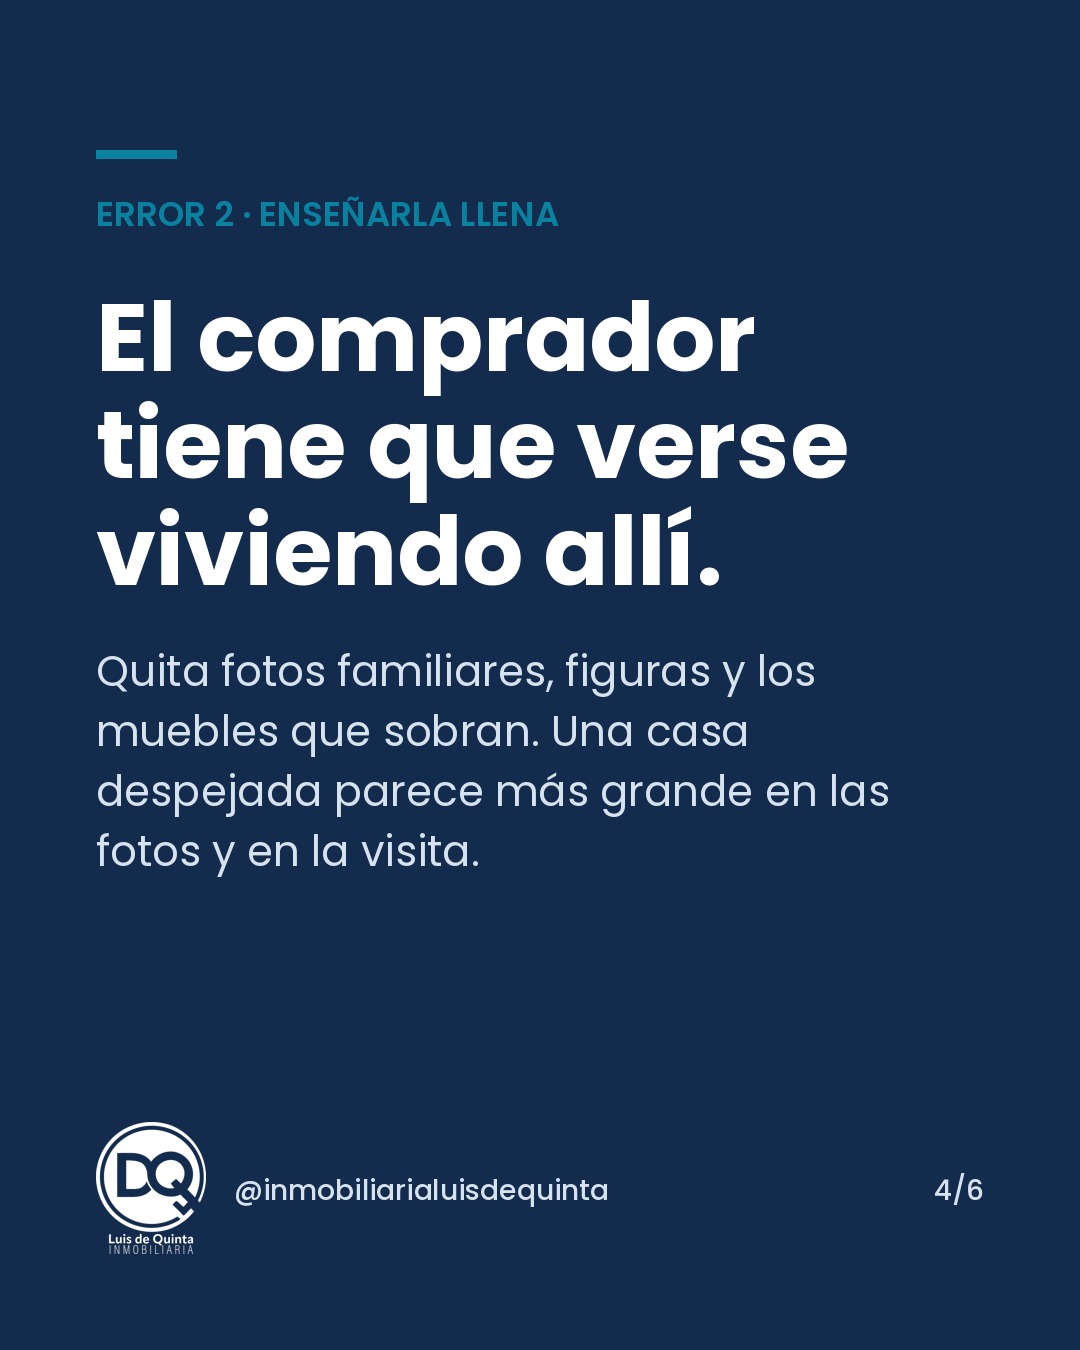 ERROR 2 · ENSEÑARLA LLENA
El comprador
tiene que verse
viviendo allí.
Quita fotos familiares, figuras y los
muebles que sobran. Una casa
despejada parece más grande en las
fotos y en la visita.
DQ
Luis de Quinta
INMOBILIARIA
@inmobiliarialuisdequinta
4/6